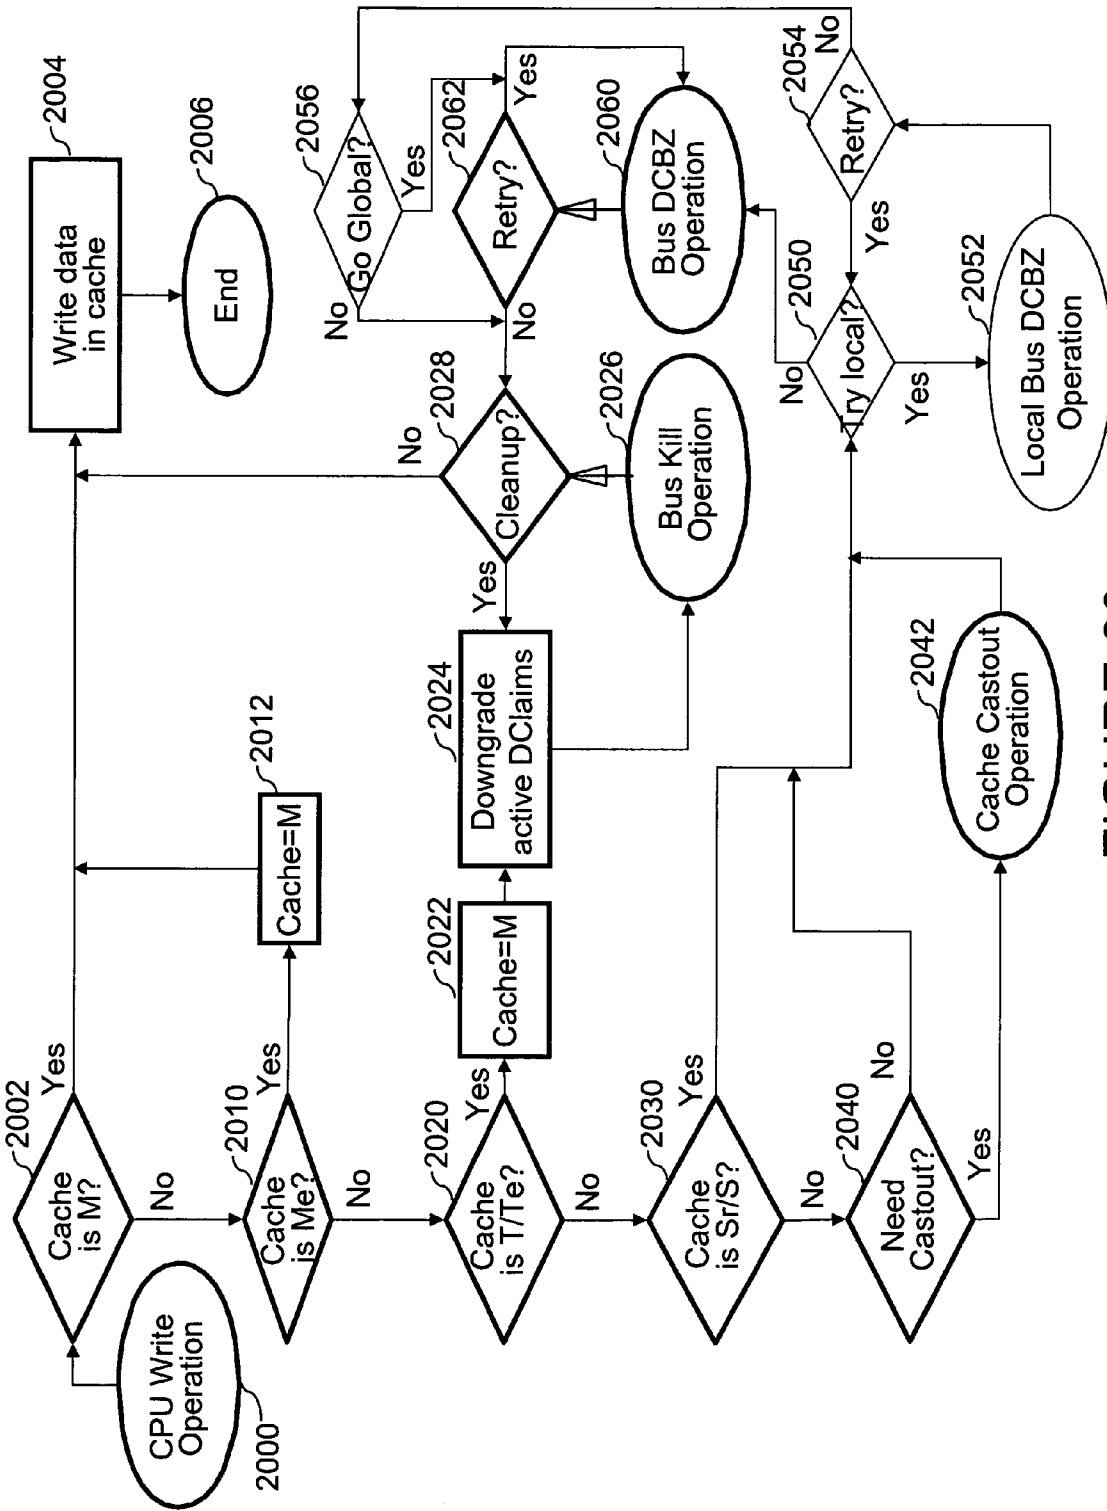 CPU Write
Operation
2000
Cache
is M?
2002
Yes
No
Write data
in cache
2004
End
2006
Cache
is Me?
2010
Yes
No
Cache=M
2012
Cache
is T/Te?
2020
Yes
No
Cache=M
2022
Downgrade
active DClaims
2024
Yes
Cleanup?
2028
No
Bus Kill
Operation
2026
No
Retry?
2062
Yes
No
Go Global?
2056
Yes
Bus DCBZ
Operation
2060
Cache
is Sr/S?
2030
Yes
No
Need
Castout?
2040
No
Yes
Cache Castout
Operation
2042
Try local?
2050
No
Yes
Local Bus DCBZ
Operation
2052
Retry?
2054
Yes
No